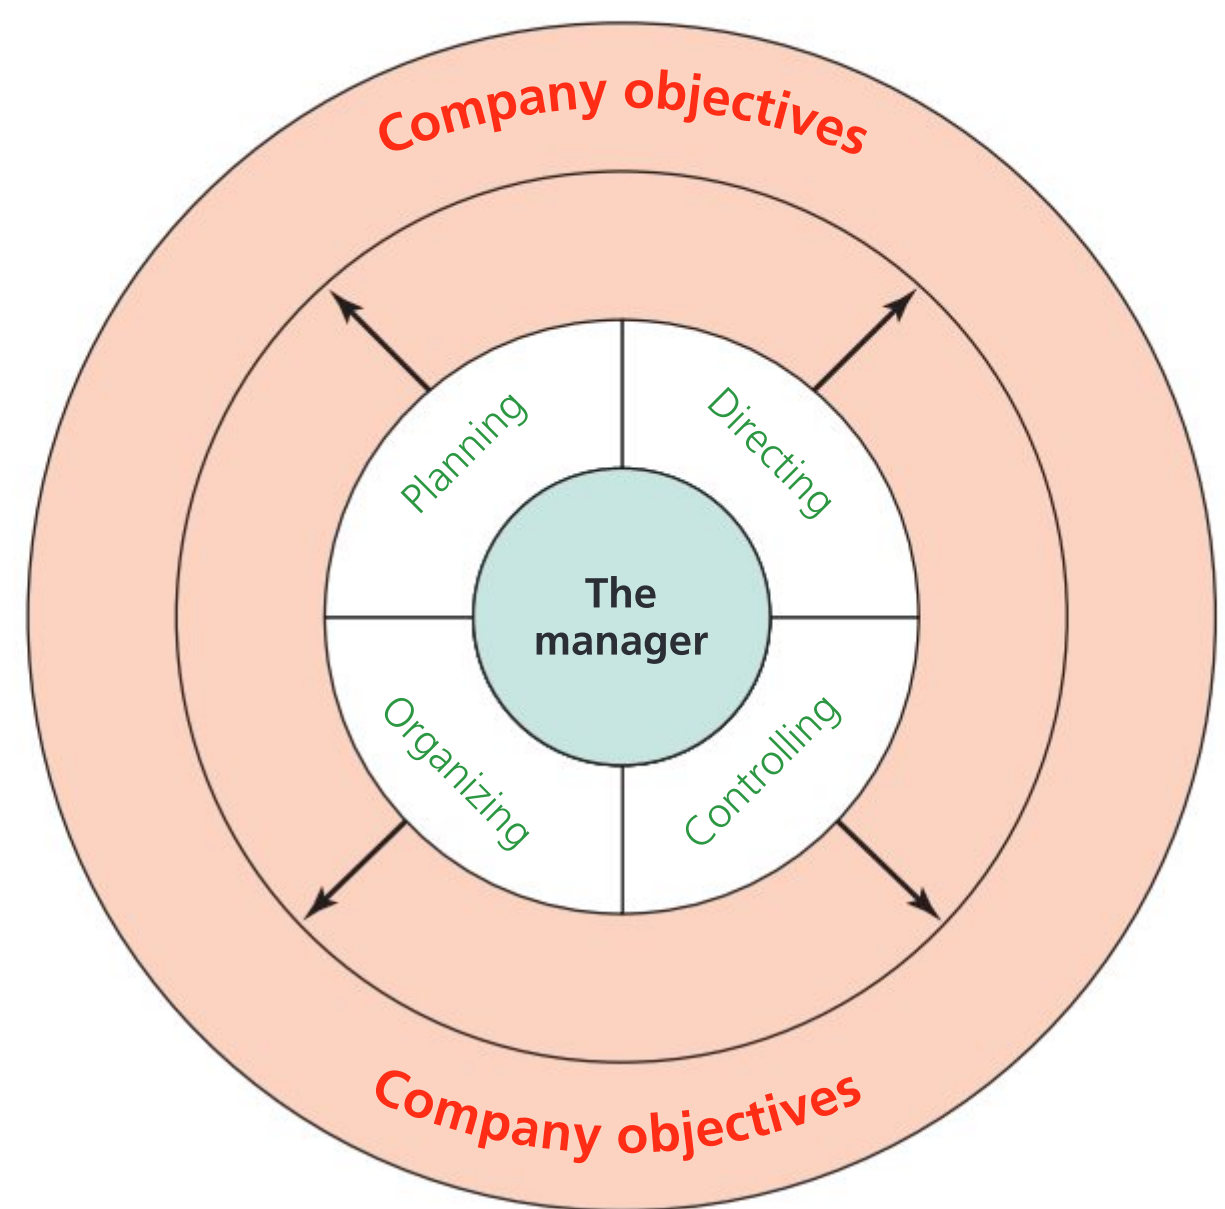 Company objectives
Planning
Directing
The
manager
Organizing
Controlling
Company objectives